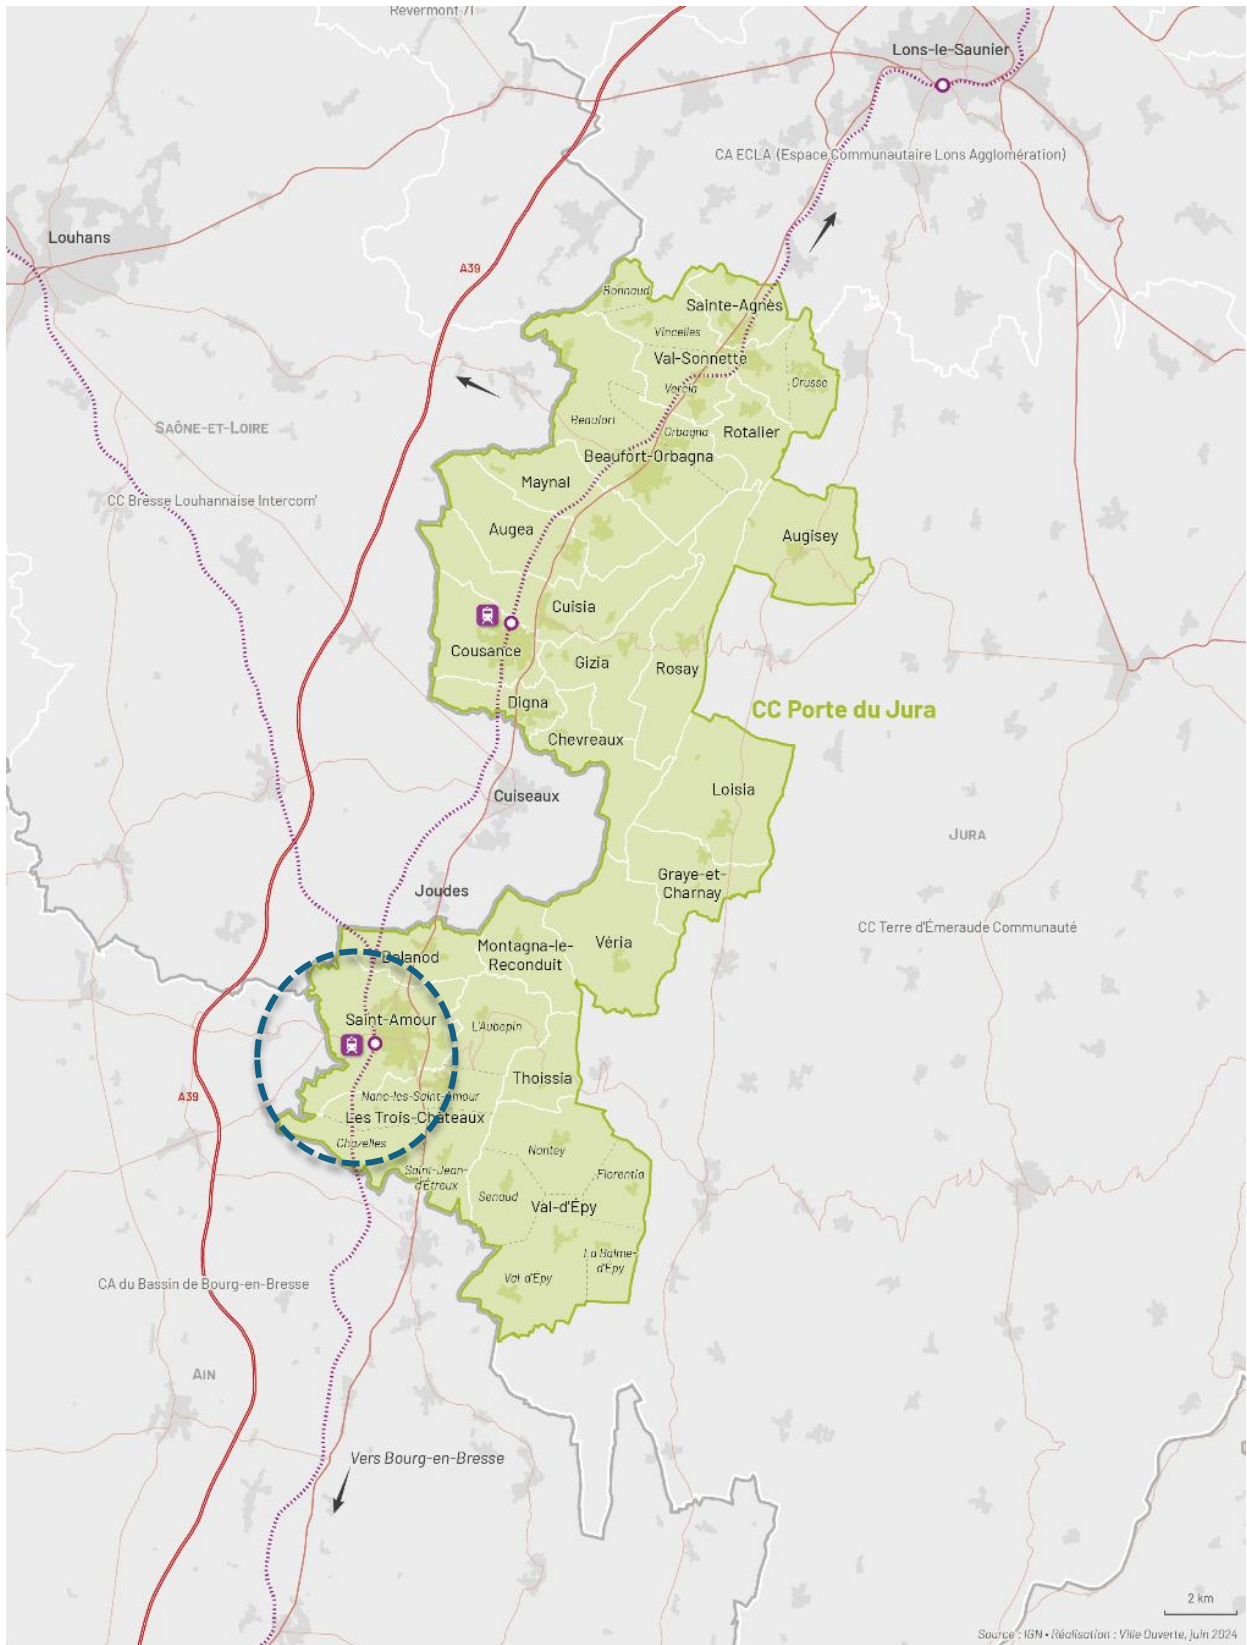 Revermont 71
Lons-le-Saunier
CA ECLA (Espace Communautaire Lons Agglomération)
Louhans
A39
Bonnaud
Sainte-Agnès
Vincelles
Val-Sonnette
Vercia
Grusse
SAÔNE-ET-LOIRE
Beaufort
Orbagna
Rotalier
Beaufort-Orbagna
Maynal
CC Bresse Louhannaise Intercom'
Augea
Augisey
Cuisia
Cousance
Gizia
Rosay
Digna
CC Porte du Jura
Chevreaux
Cuiseaux
Loisia
JURA
Joudes
Graye-et-
Charnay
CC Terre d'Émeraude Communauté
Balanod
Montagna-le-
Reconduit
Véria
Saint-Amour
L'Aubépin
Thoissia
A39
Nanc-les-Saint-Amour
Les Trois-Châteaux
Chazelles
Nantey
Saint-Jean-
d'Étreux
Florentia
Senaud
Val-d'Épy
La Balme-
d'Épy
Val d'Épy
CA du Bassin de Bourg-en-Bresse
AIN
Vers Bourg-en-Bresse
2 km
Source : IGN • Réalisation : Ville Ouverte, juin 2024